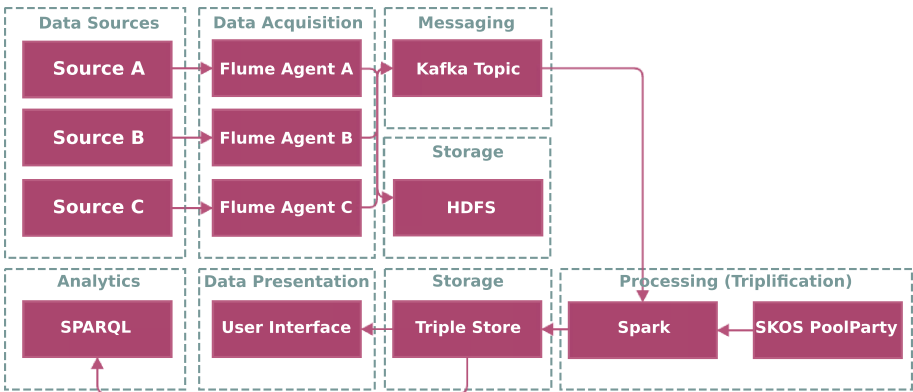 Data Sources
Data Acquisition
Messaging
Source A
Flume Agent A
Kafka Topic
Source B
Flume Agent B
Storage
Source C
Flume Agent C
HDFS
Analytics
Data Presentation
Storage
Processing (Triplification)
SPARQL
User Interface
Triple Store
Spark
SKOS PoolParty